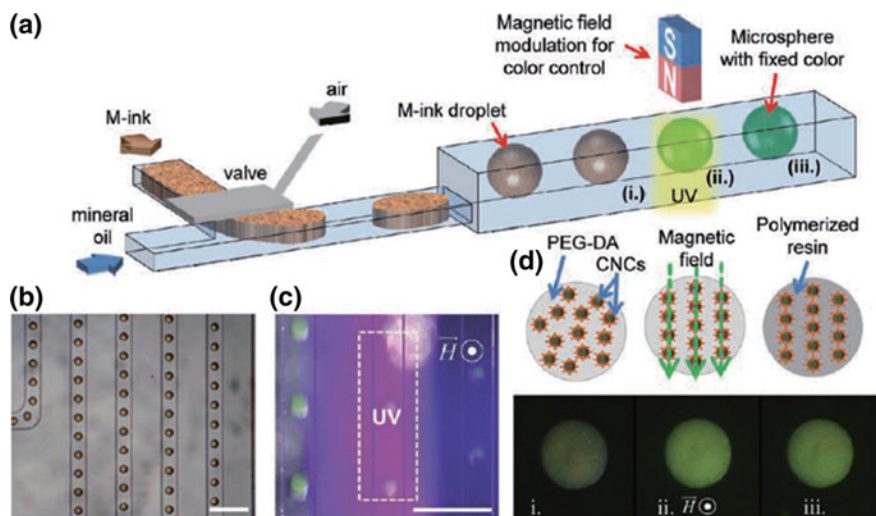 (a)
Magnetic field
modulation for
color control
S
N
Microsphere
with fixed color
air
M-ink
M-ink droplet
valve
(i.)
(ii.)
(iii.)
UV
mineral
oil
(b)
(c)
UV
H
(d)
PEG-DA
CNCs
Magnetic
field
Polymerized
resin
i.
ii. H
iii.